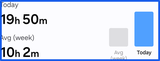 Today
19h 50m
Avg (week)
10h 2m
Avg
(week)
Today